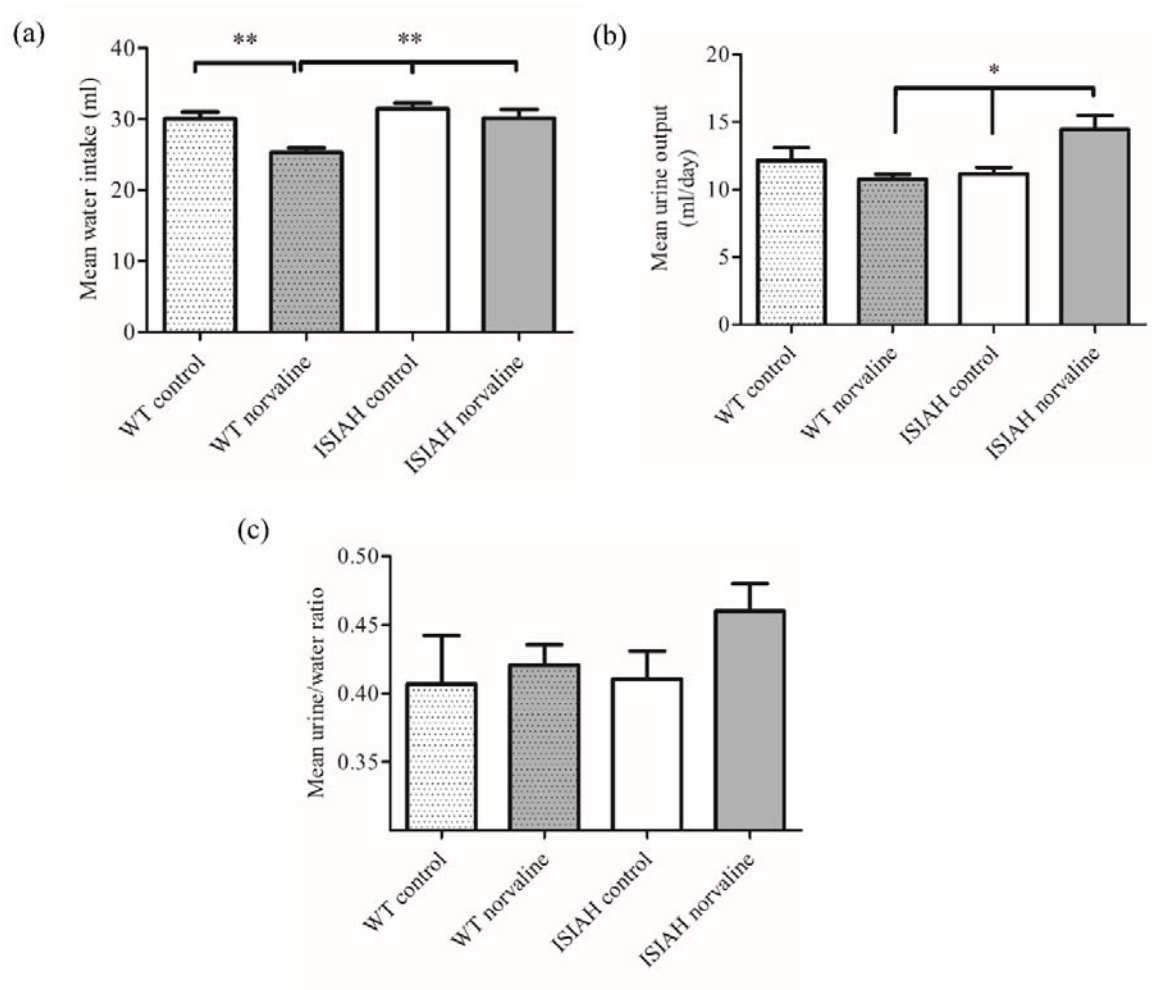 (a)
**
**
Mean water intake (ml)
40
30
20
10
0
WT control
WT norvaline
ISIAH control
ISIAH norvaline
(b)
*
Mean urine output
(ml/day)
20
15
10
5
0
WT control
WT norvaline
ISIAH control
ISIAH norvaline
(c)
Mean urine/water ratio
0.50
0.45
0.40
0.35
WT control
WT norvaline
ISIAH control
ISIAH norvaline